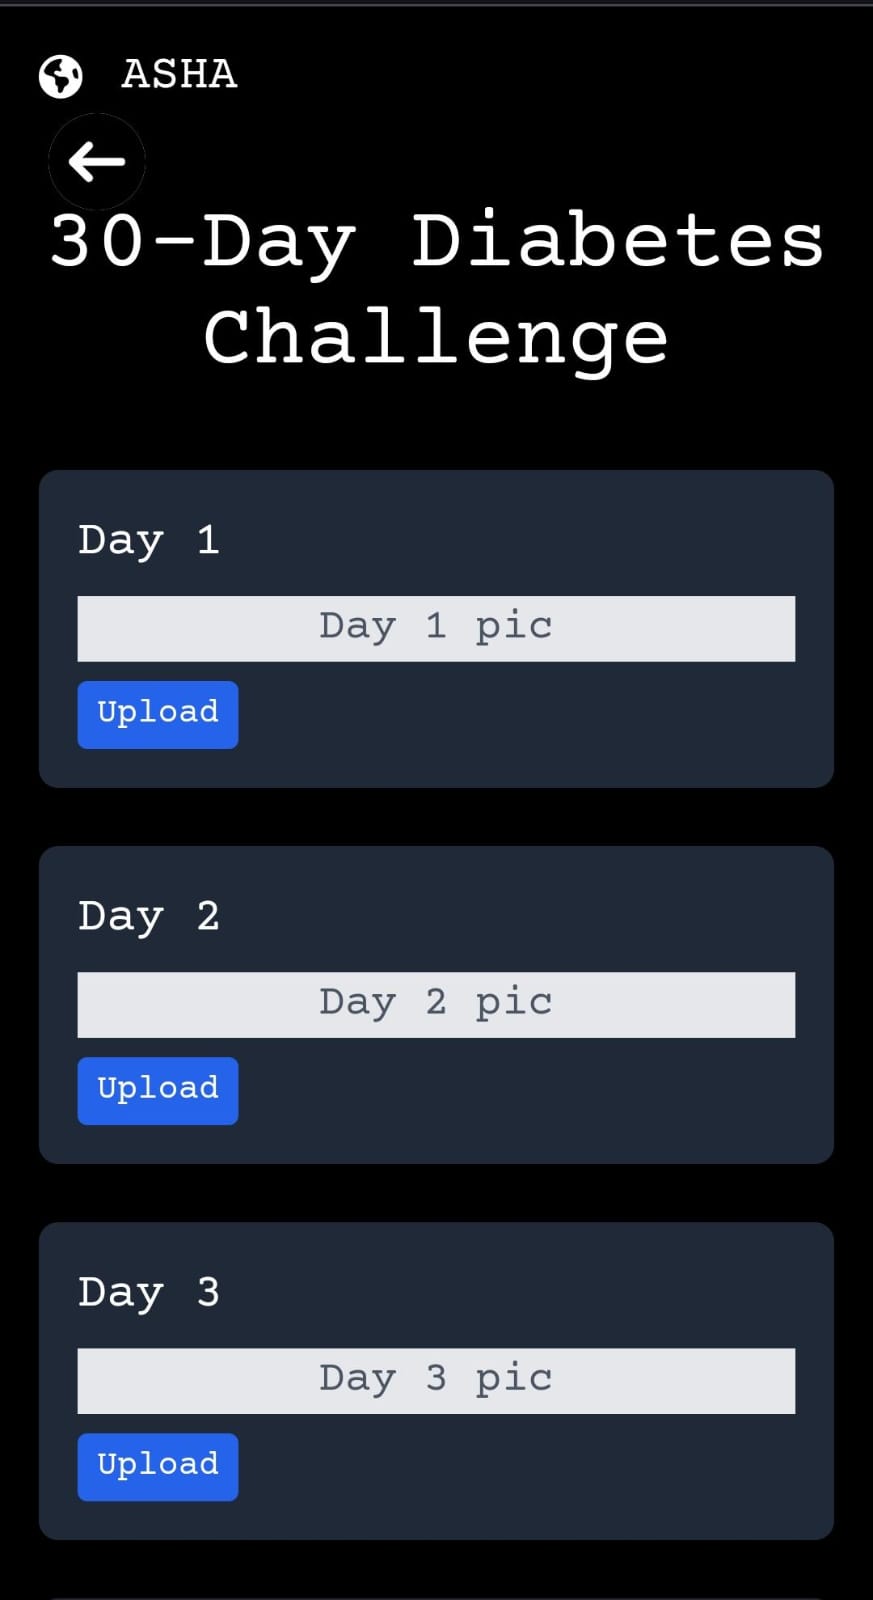 ASHA
30-Day Diabetes
Challenge
Day 1
Day 1 pic
Upload
Day 2
Day 2 pic
Upload
Day 3
Day 3 pic
Upload